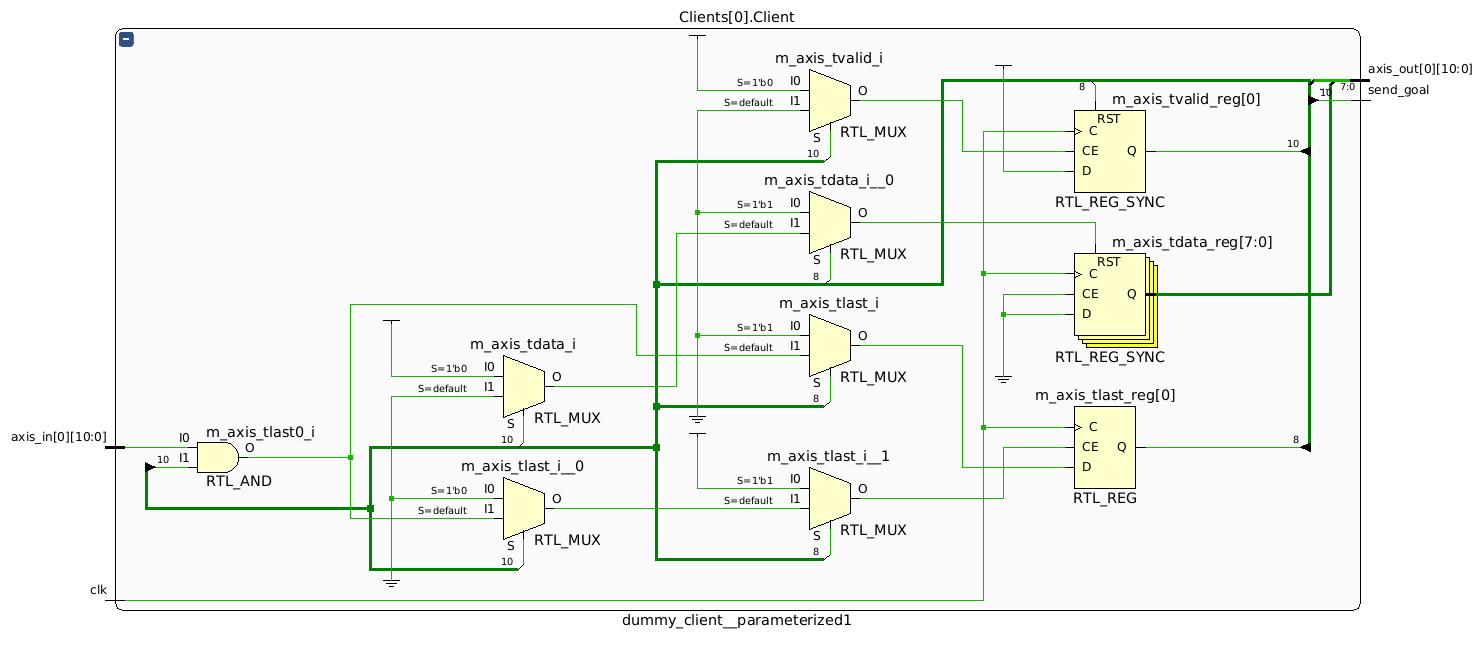 Clients[0].Client
m_axis_tvalid_i
S=1'b0
I0
S=default
I1
O
S
RTL_MUX
10
m_axis_tdata_i__0
S=1'b1
I0
S=default
I1
O
S
RTL_MUX
8
m_axis_tlast_i
S=1'b1
I0
S=default
I1
O
S
RTL_MUX
8
m_axis_tlast_i__1
S=1'b1
I0
S=default
I1
O
S
RTL_MUX
8
m_axis_tdata_i
S=1'b0
I0
S=default
I1
O
S
RTL_MUX
10
m_axis_tlast_i__0
S=1'b0
I0
S=default
I1
O
S
RTL_MUX
10
axis_in[0][10:0]
m_axis_tlast0_i
I0
I1
O
10
RTL_AND
clk
8
m_axis_tvalid_reg[0]
RST
C
CE
Q
D
RTL_REG_SYNC
10
m_axis_tdata_reg[7:0]
RST
C
CE
Q
D
RTL_REG_SYNC
m_axis_tlast_reg[0]
C
CE
Q
D
RTL_REG
8
axis_out[0][10:0]
7:0
10
send_goal
dummy_client__parameterized1